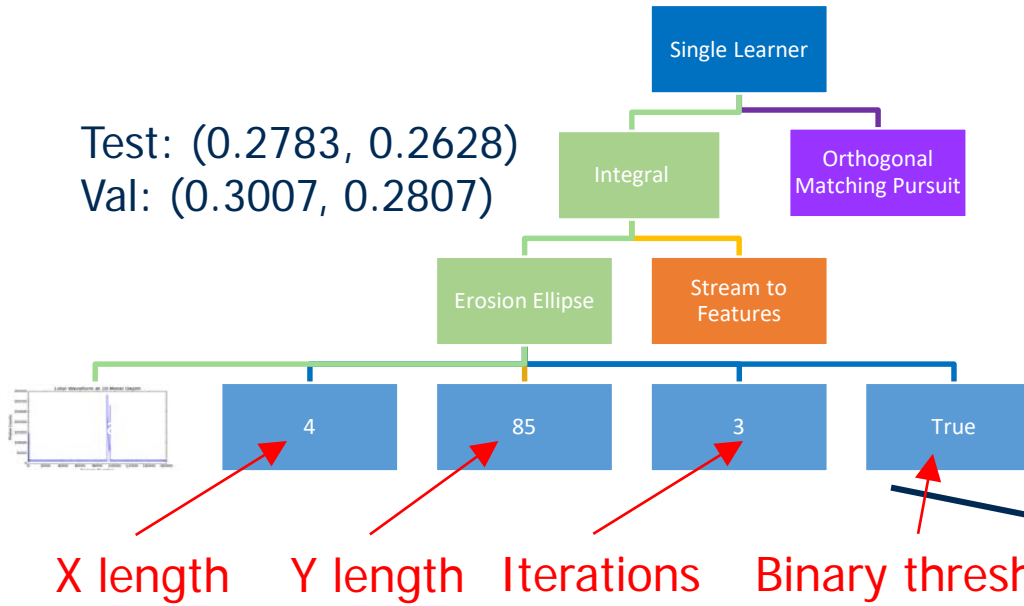 Single Learner
Test: (0.2783, 0.2628)
Val: (0.3007, 0.2807)
Integral
Orthogonal
Matching Pursuit
Erosion Ellipse
Stream to
Features
4
85
3
True
X length
Y length
Iterations
Binary thresh